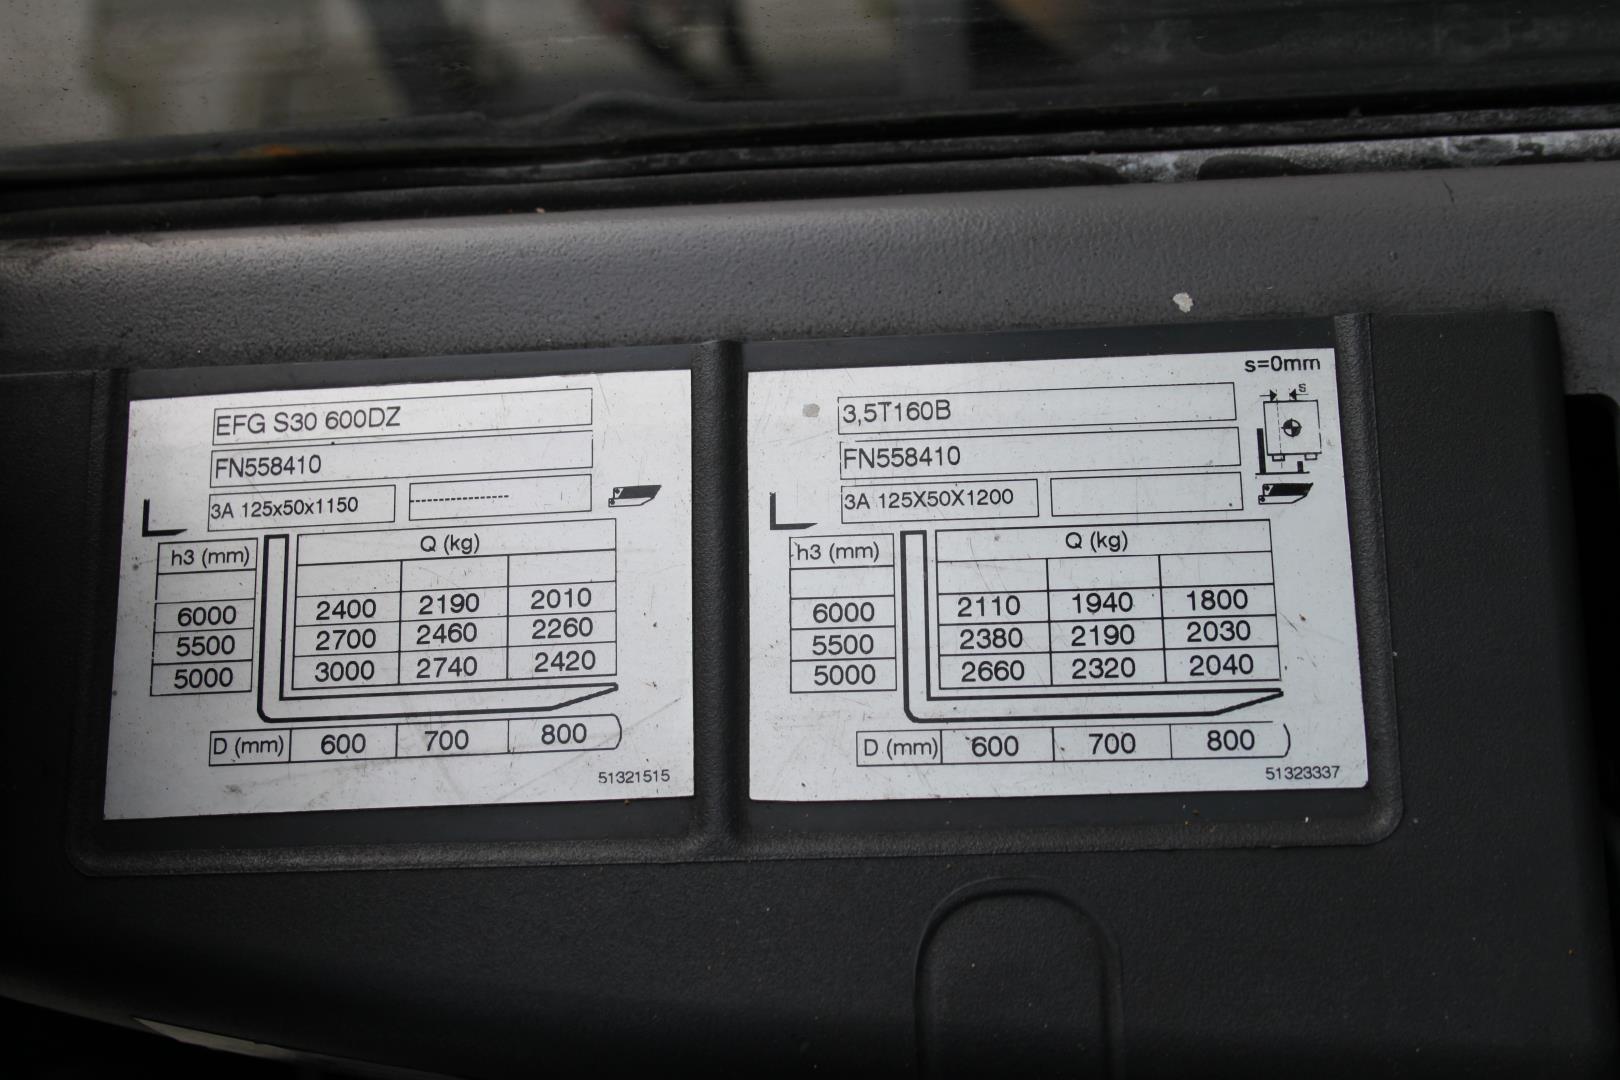 EFG S30 600DZ
FN558410
3A 125x50x1150 ----------
h3 (mm) Q (kg)
6000 2400 2190 2010
5500 2700 2460 2260
5000 3000 2740 2420
D (mm) 600 700 800
51321515
s=0mm
s
3,5T160B
FN558410
3A 125X50X1200
h3 (mm) Q (kg)
6000 2110 1940 1800
5500 2380 2190 2030
5000 2660 2320 2040
D (mm) 600 700 800
51323337